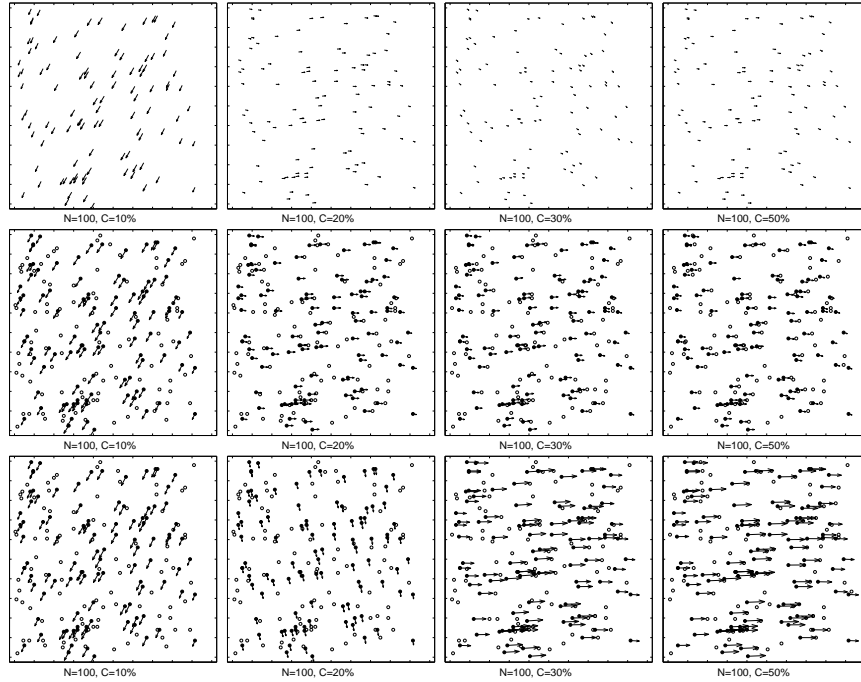 N=100, C=10%
N=100, C=20%
N=100, C=30%
N=100, C=50%
N=100, C=10%
N=100, C=20%
N=100, C=30%
N=100, C=50%
N=100, C=10%
N=100, C=20%
N=100, C=30%
N=100, C=50%